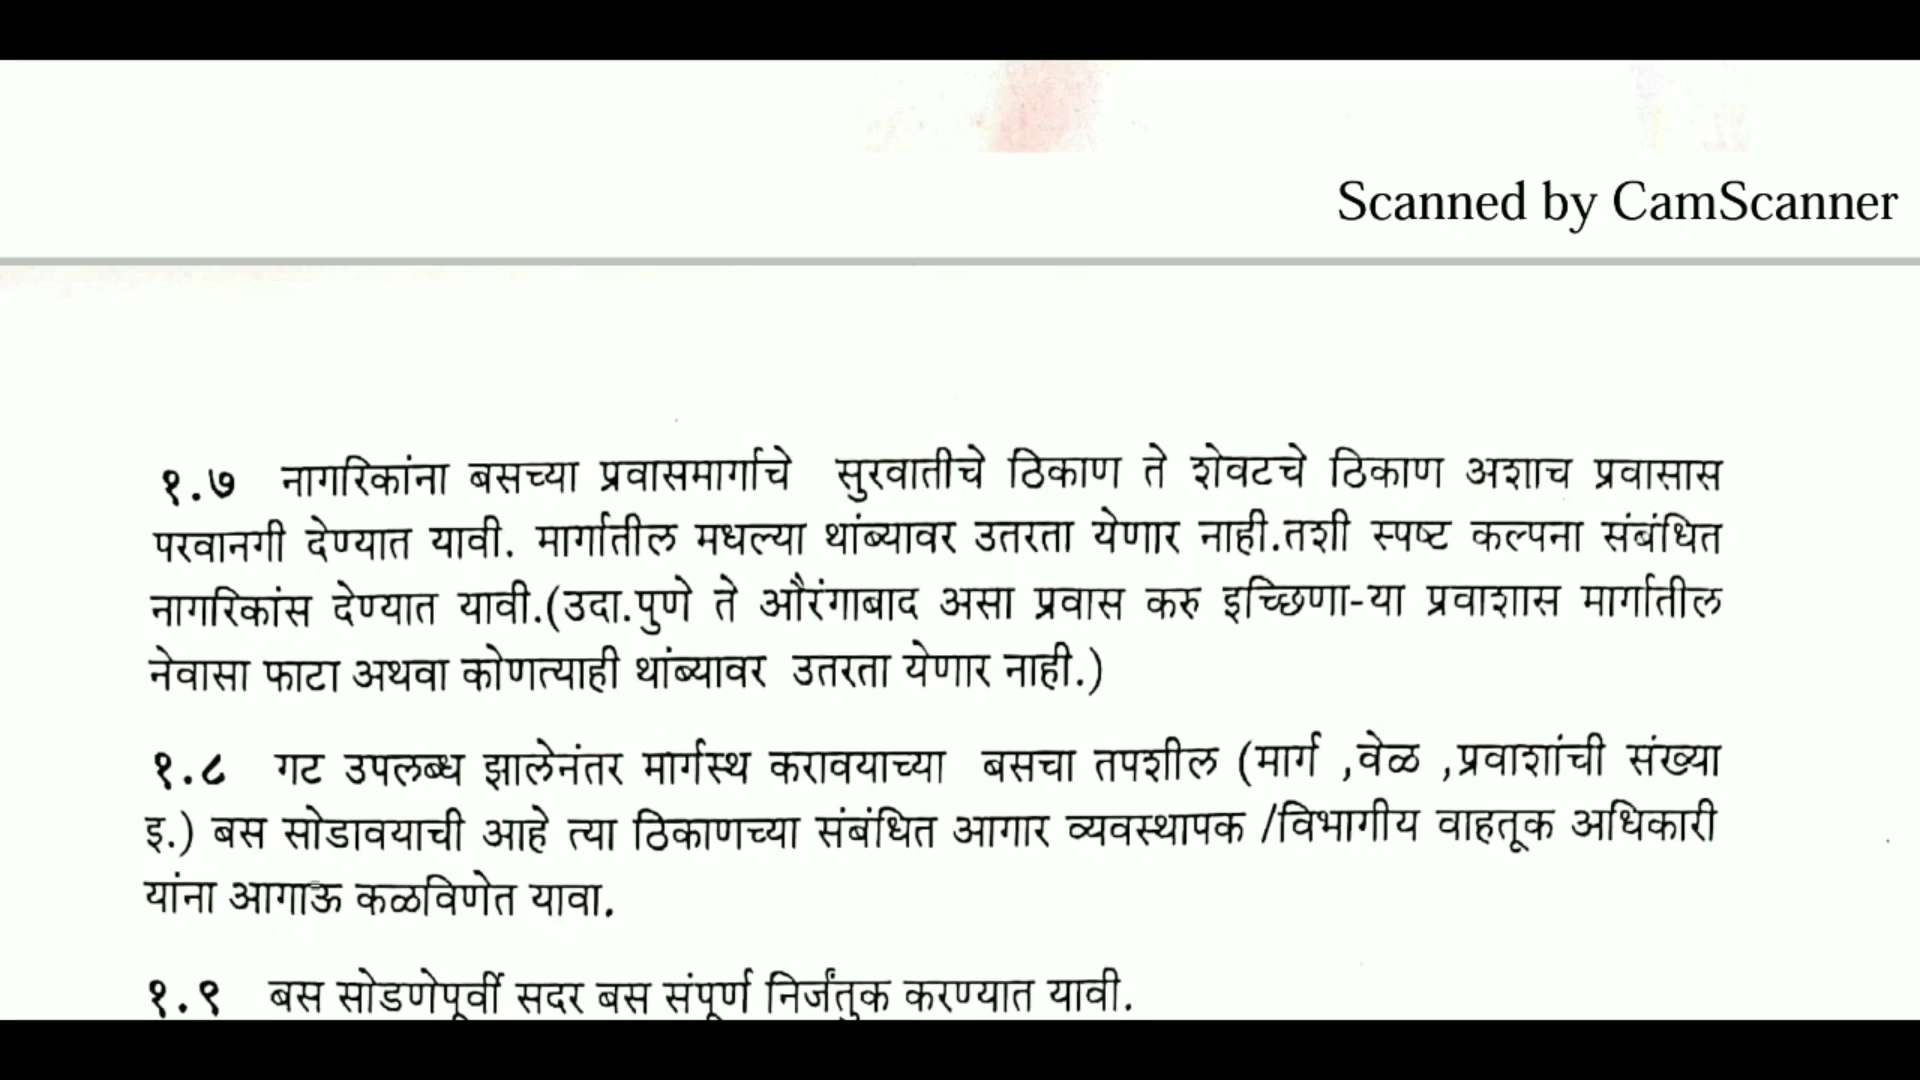 Scanned by CamScanner
१.७ नागरिकांना बसच्या प्रवासमार्गाचे सुरवातीचे ठिकाण ते शेवटचे ठिकाण अशाच प्रवासास
परवानगी देण्यात यावी. मार्गातील मधल्या थांब्यावर उतरता येणार नाही.तशी स्पष्ट कल्पना संबंधित
नागरिकांस देण्यात यावी.(उदा.पुणे ते औरंगाबाद असा प्रवास करु इच्छिणा-या प्रवाशास मार्गातील
नेवासा फाटा अथवा कोणत्याही थांब्यावर उतरता येणार नाही.)
१.८ गट उपलब्ध झालेनंतर मार्गस्थ करावयाच्या बसचा तपशील (मार्ग ,वेळ ,प्रवाशांची संख्या
इ.) बस सोडावयाची आहे त्या ठिकाणच्या संबंधित आगार व्यवस्थापक /विभागीय वाहतूक अधिकारी
यांना आगाऊ कळविणेत यावा.
१.९ बस सोडणेपूर्वी सदर बस संपूर्ण निर्जंतुक करण्यात यावी.